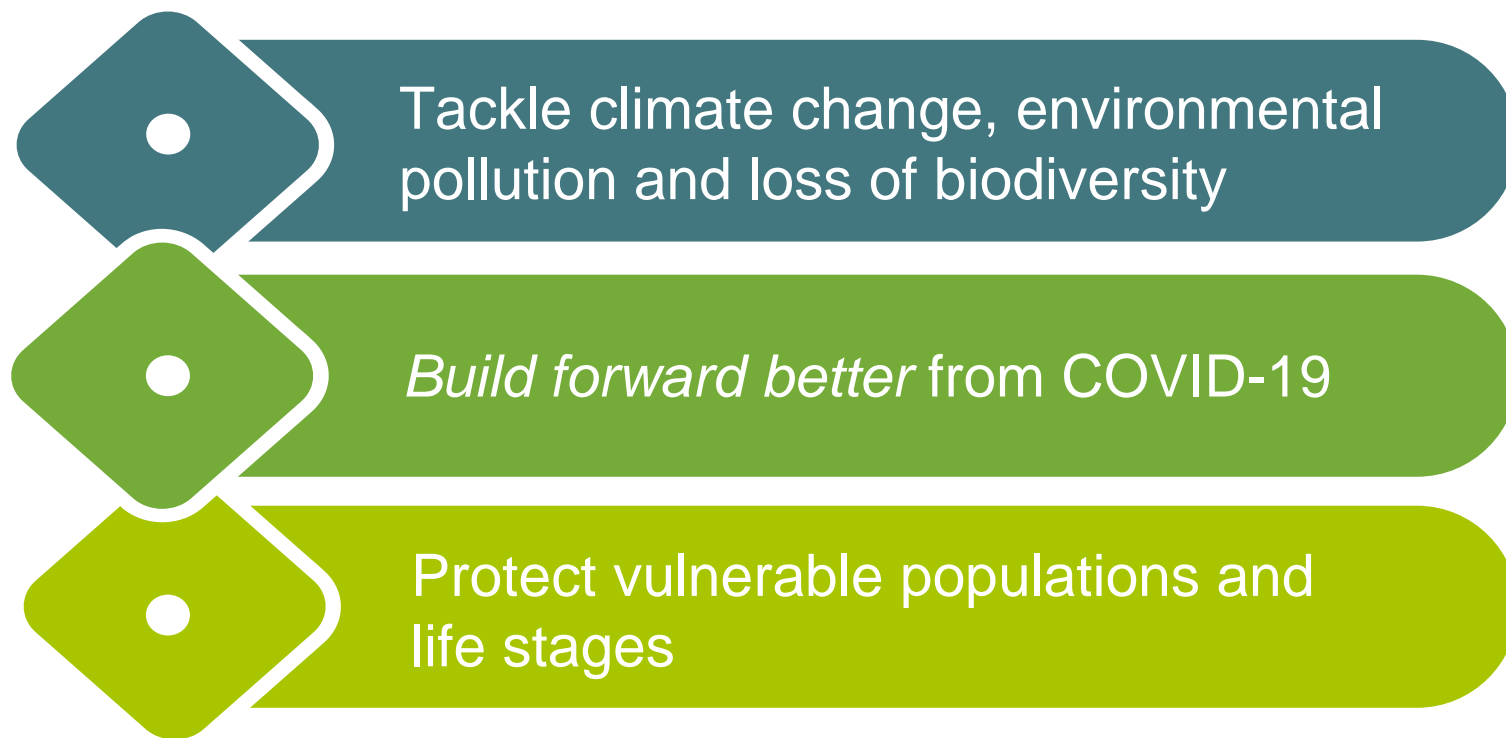 Tackle climate change, environmental
pollution and loss of biodiversity
Build forward better from COVID-19
Protect vulnerable populations and
life stages